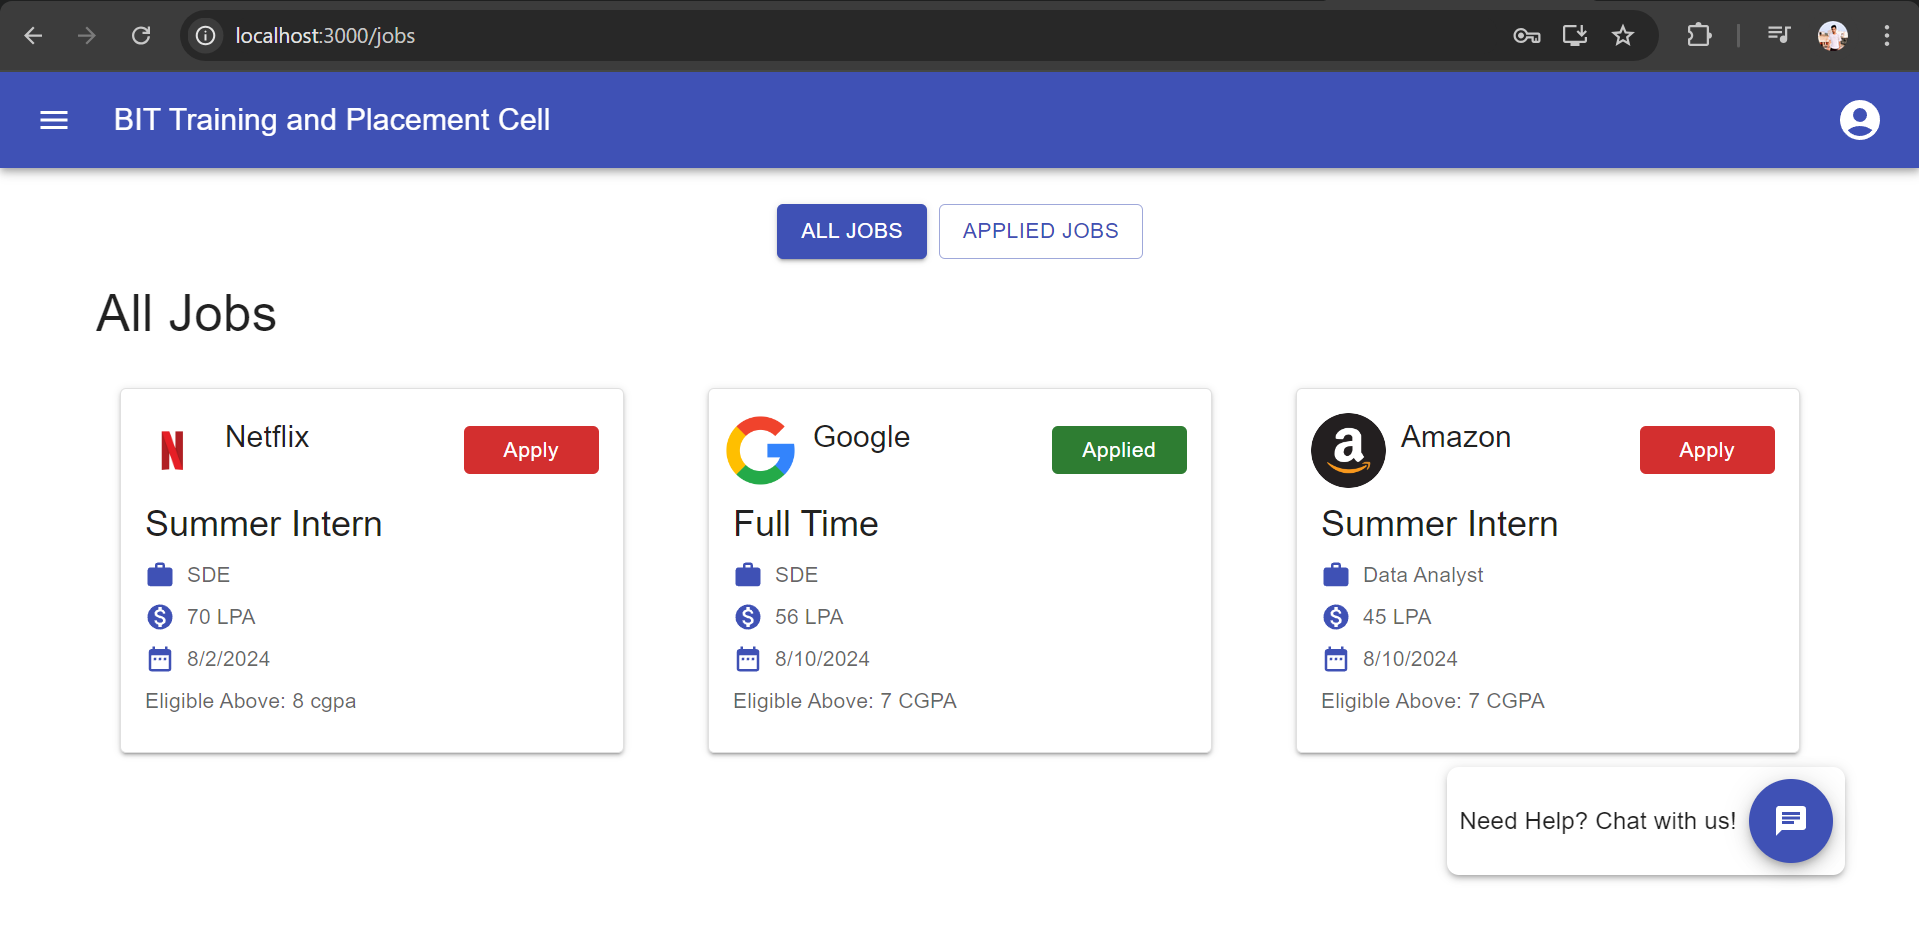 localhost:3000/jobs
BIT Training and Placement Cell
ALL JOBS APPLIED JOBS
All Jobs
Netflix
Apply
Summer Intern
SDE
70 LPA
8/2/2024
Eligible Above: 8 cgpa
Google
Applied
Full Time
SDE
56 LPA
8/10/2024
Eligible Above: 7 CGPA
a
Amazon
Apply
Summer Intern
Data Analyst
45 LPA
8/10/2024
Eligible Above: 7 CGPA
Need Help? Chat with us!